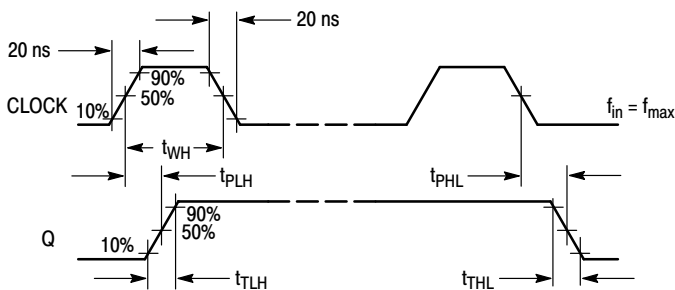 20 ns
20 ns
90%
50%
10%
CLOCK
t_WH
f_in = f_max
t_PLH
t_PHL
90%
50%
10%
Q
t_TLH
t_THL